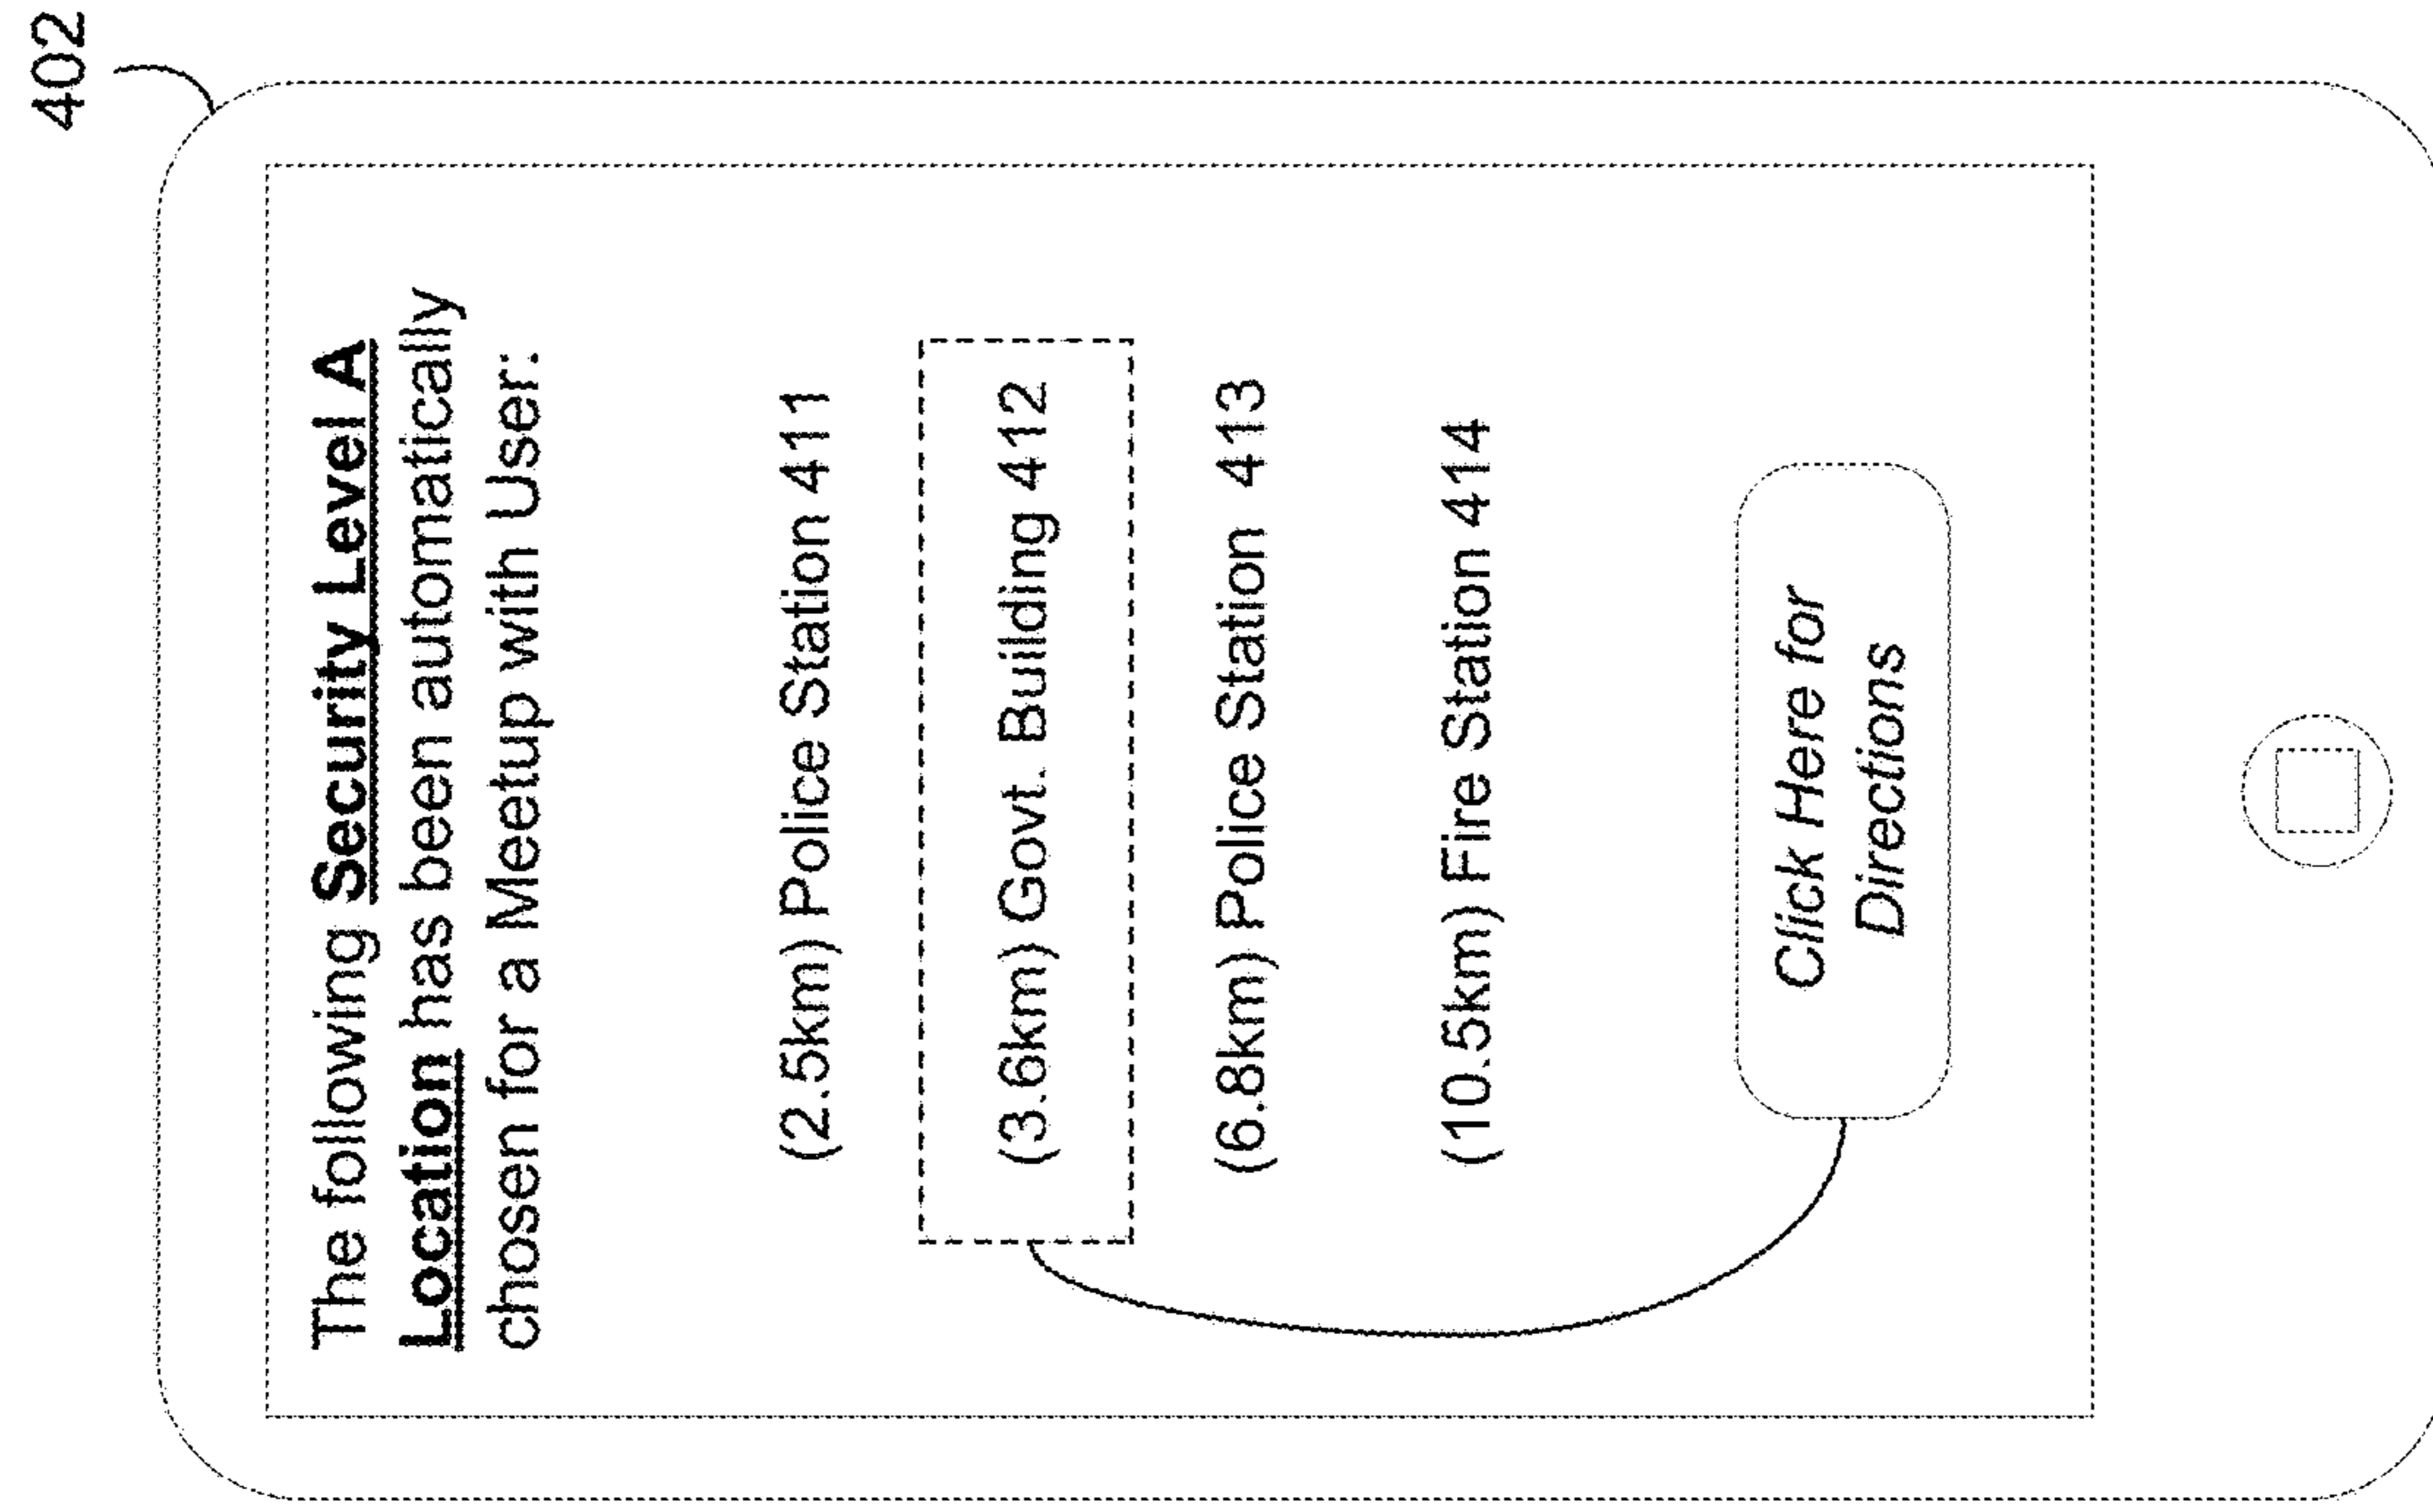 402
The following Security Level A
Location has been automatically
chosen for a Meetup with User:
(2.5km) Police Station 411
(3.6km) Govt. Building 412
(6.8km) Police Station 413
(10.5km) Fire Station 414
Click Here for
Directions